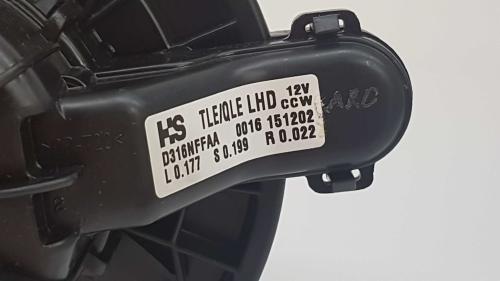 HS TLE/QLE LHD 12V CCW
D316NFFAA 0016 151202
L 0.177 S 0.199 R 0.022